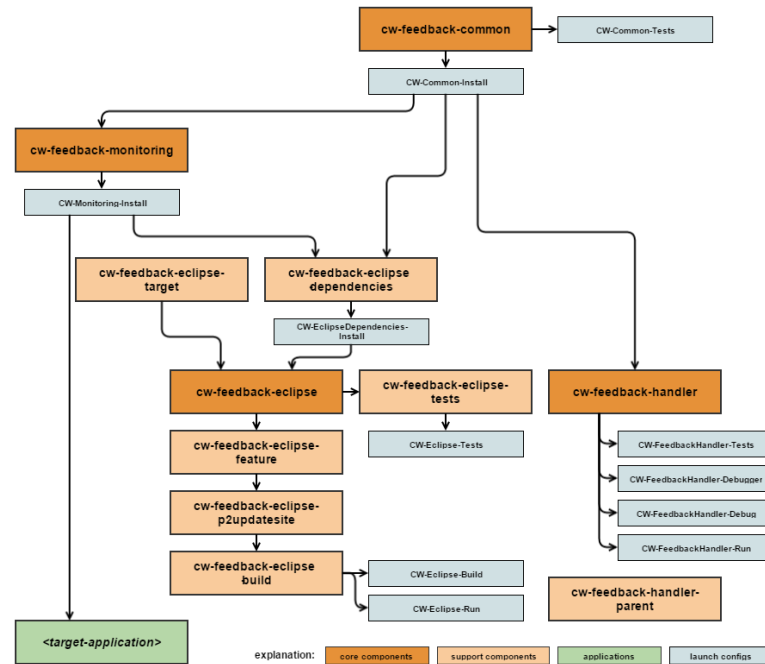 cw-feedback-common
CW-Common-Tests
CW-Common-Install
cw-feedback-monitoring
CW-Monitoring-Install
cw-feedback-eclipse-
target
cw-feedback-eclipse
dependencies
CW-EclipseDependencies-
Install
cw-feedback-eclipse
cw-feedback-eclipse-
tests
cw-feedback-handler
cw-feedback-eclipse-
feature
CW-Eclipse-Tests
CW-FeedbackHandler-Tests
CW-FeedbackHandler-Debugger
cw-feedback-eclipse-
p2updatesite
CW-FeedbackHandler-Debug
CW-FeedbackHandler-Run
cw-feedback-eclipse
build
CW-Eclipse-Build
CW-Eclipse-Run
cw-feedback-handler-
parent
<target-application>
explanation:
core components
support components
applications
launch configs